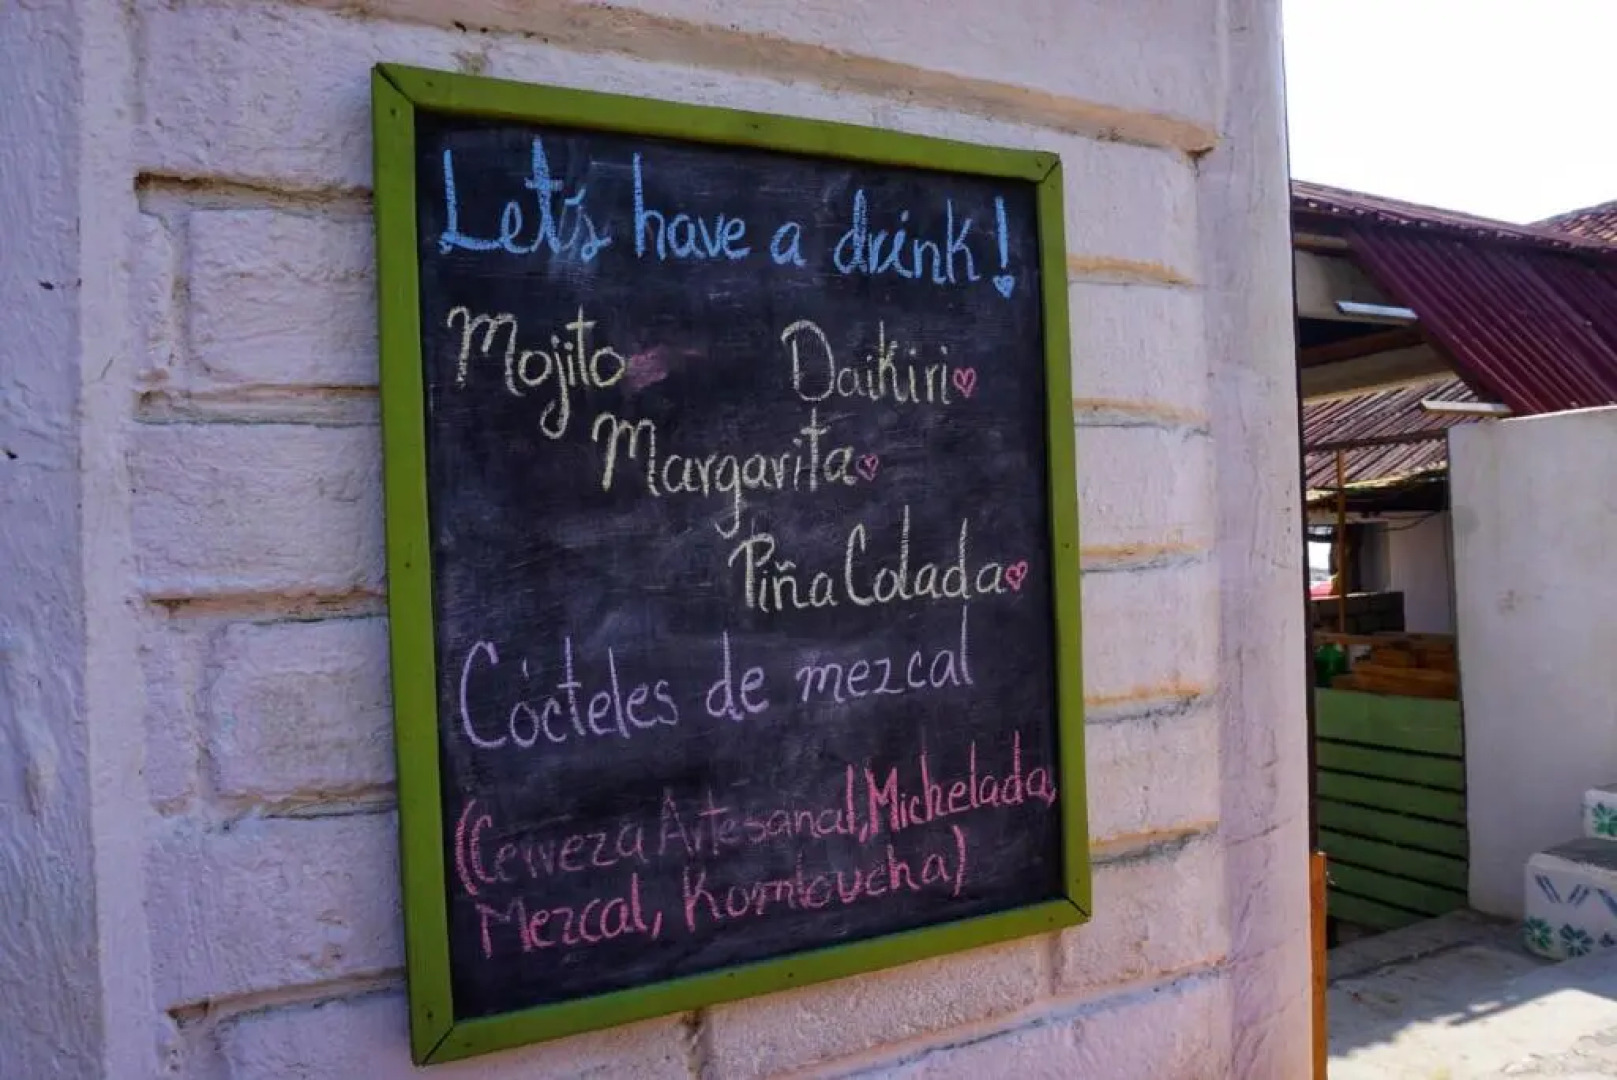 Let's have a drink!
Mojito Daikiri
Margarita
Piña Colada
Cócteles de mezcal
(Cerveza Artesanal, Michelada,
Mezcal, Kombucha)